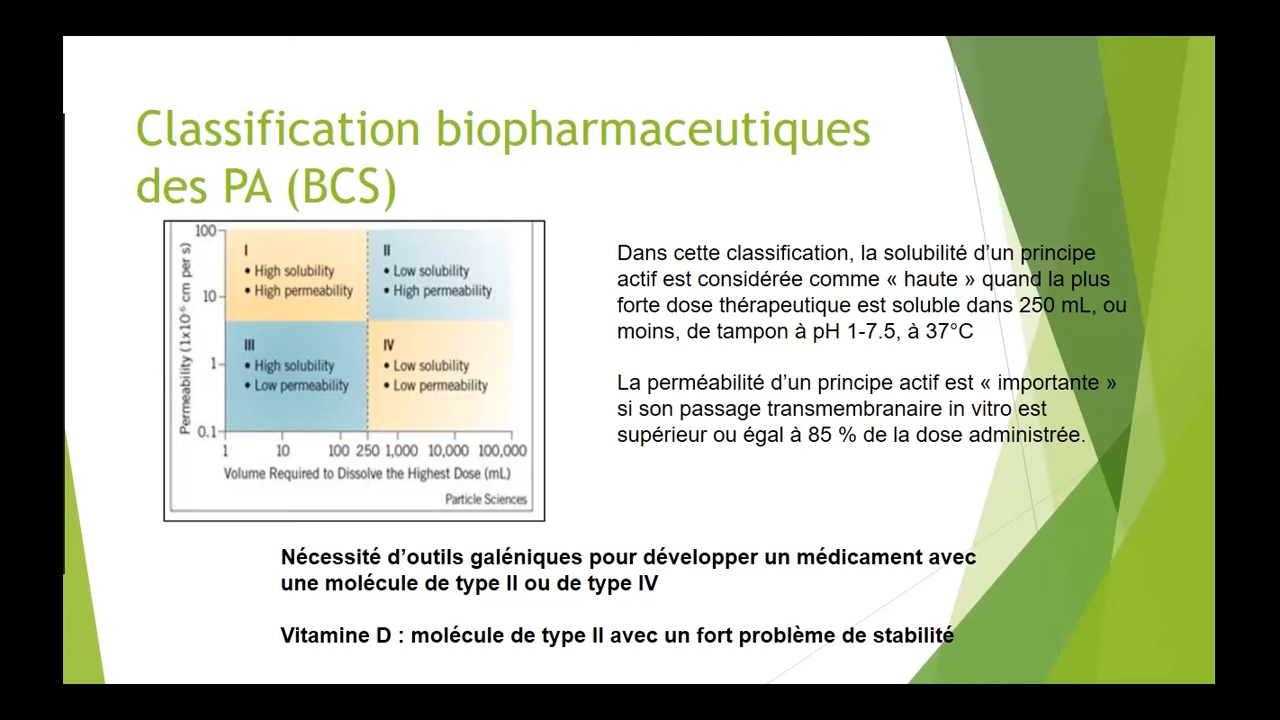 Classification biopharmaceutiques
des PA (BCS)
100
10
1
0.1
Permeability (1x10⁻⁶ cm per s)
I
• High solubility
• High permeability
II
• Low solubility
• High permeability
III
• High solubility
• Low permeability
IV
• Low solubility
• Low permeability
1 10 100 250 1,000 10,000 100,000
Volume Required to Dissolve the Highest Dose (mL)
Particle Sciences
Dans cette classification, la solubilité d’un principe
actif est considérée comme « haute » quand la plus
forte dose thérapeutique est soluble dans 250 mL, ou
moins, de tampon à pH 1-7.5, à 37°C
La perméabilité d’un principe actif est « importante »
si son passage transmembranaire in vitro est
supérieur ou égal à 85 % de la dose administrée.
Nécessité d’outils galéniques pour développer un médicament avec
une molécule de type II ou de type IV
Vitamine D : molécule de type II avec un fort problème de stabilité